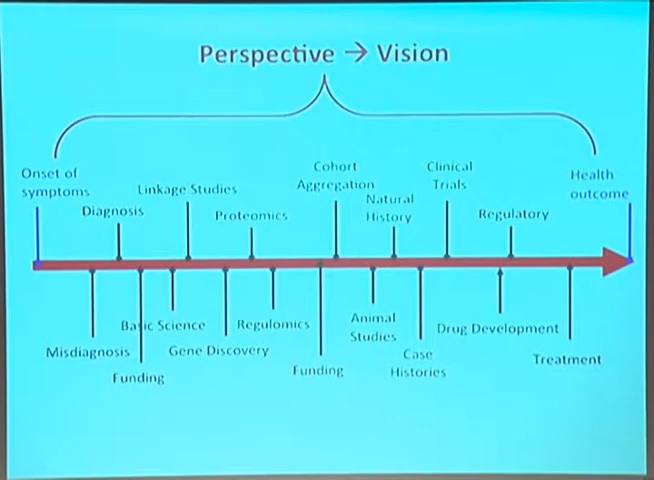 Perspective → Vision
Onset of
symptoms
Diagnosis
Linkage Studies
Proteomics
Cohort
Aggregation
Natural
History
Clinical
Trials
Regulatory
Health
outcome
Misdiagnosis
Funding
Basic Science
Gene Discovery
Regulomics
Funding
Animal
Studies
Case
Histories
Drug Development
Treatment